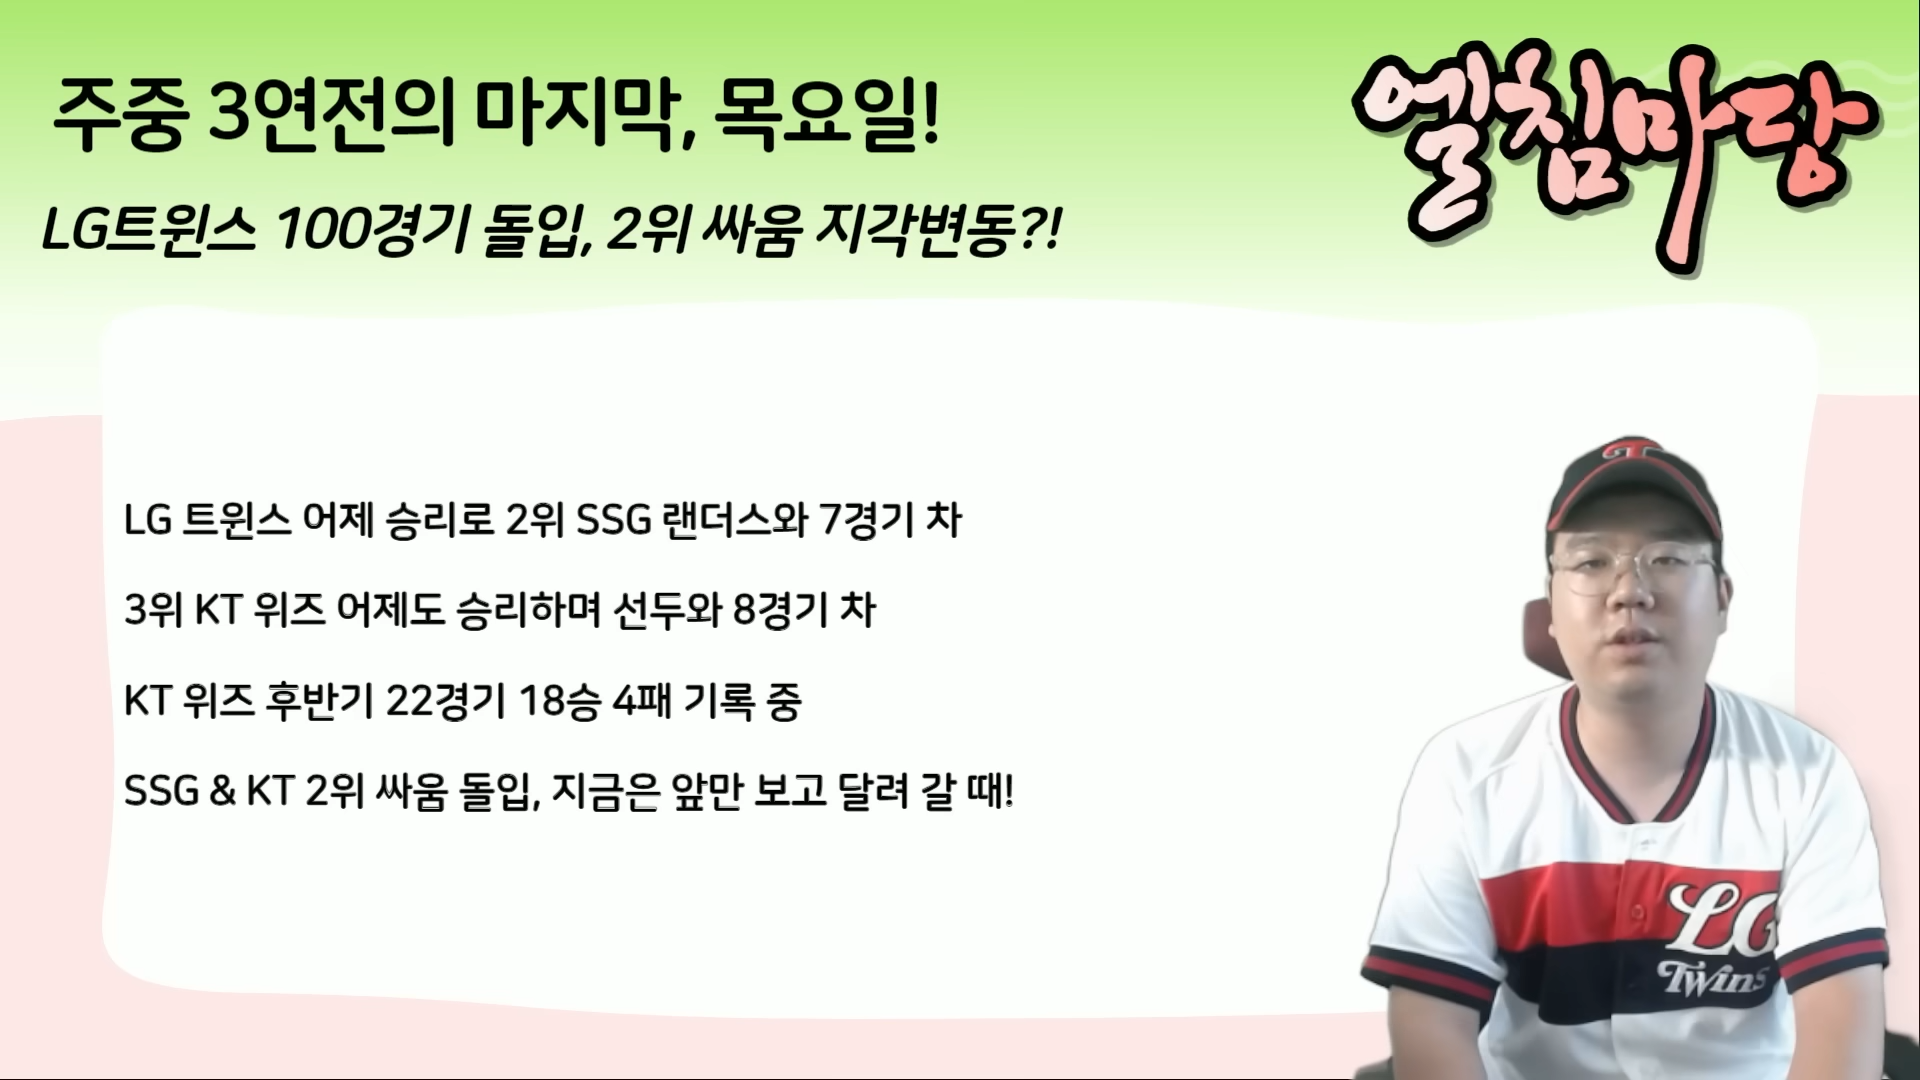 주중 3연전의 마지막, 목요일!
엘침마당
LG트윈스 100경기 돌입, 2위 싸움 지각변동?!
LG 트윈스 어제 승리로 2위 SSG 랜더스와 7경기 차
3위 KT 위즈 어제도 승리하며 선두와 8경기 차
KT 위즈 후반기 22경기 18승 4패 기록 중
SSG & KT 2위 싸움 돌입, 지금은 앞만 보고 달려 갈 때!
T
LG
Twins